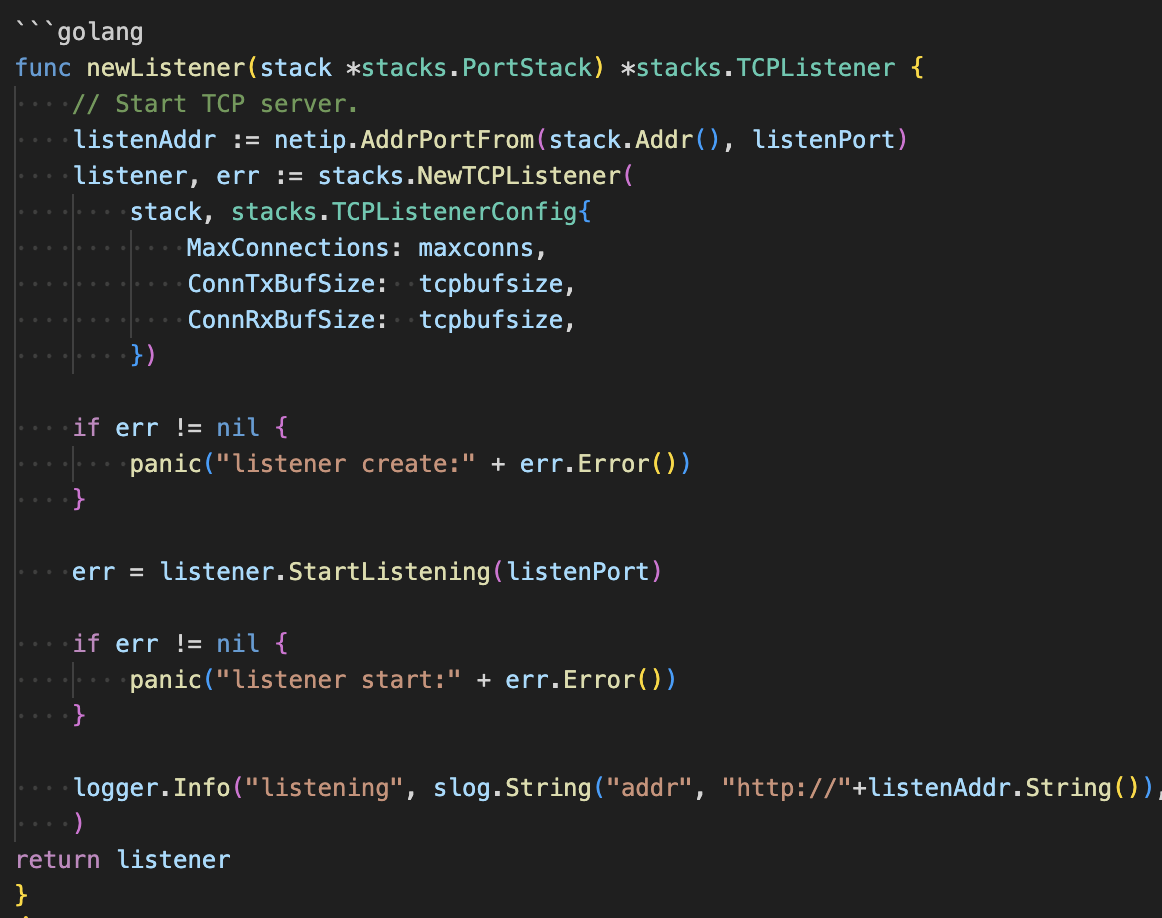 ```golang
func newListener(stack *stacks.PortStack) *stacks.TCPListener {
    // Start TCP server.
    listenAddr := netip.AddrPortFrom(stack.Addr(), listenPort)
    listener, err := stacks.NewTCPListener(
        stack, stacks.TCPListenerConfig{
            MaxConnections: maxconns,
            ConnTxBufSize:  tcpbufsize,
            ConnRxBufSize:  tcpbufsize,
        })

    if err != nil {
        panic("listener create:" + err.Error())
    }

    err = listener.StartListening(listenPort)

    if err != nil {
        panic("listener start:" + err.Error())
    }

    logger.Info("listening", slog.String("addr", "http://"+listenAddr.String()),
    )
return listener
}